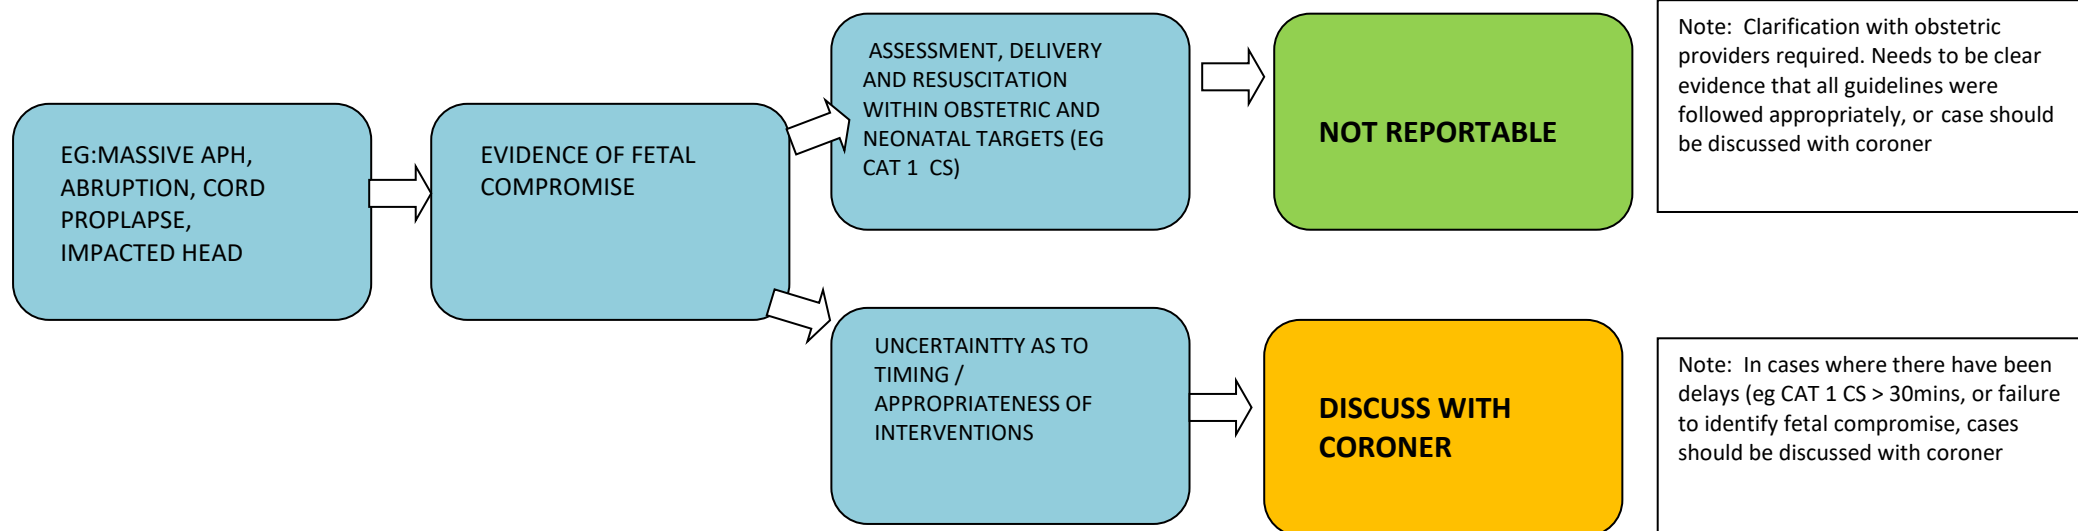 EG:MASSIVE APH,
ABRUPTION, CORD
PROPLAPSE,
IMPACTED HEAD
EVIDENCE OF FETAL
COMPROMISE
ASSESSMENT, DELIVERY
AND RESUSCITATION
WITHIN OBSTETRIC AND
NEONATAL TARGETS (EG
CAT 1 CS)
NOT REPORTABLE
Note: Clarification with obstetric
providers required. Needs to be clear
evidence that all guidelines were
followed appropriately, or case should
be discussed with coroner
UNCERTAINTTY AS TO
TIMING /
APPROPRIATENESS OF
INTERVENTIONS
DISCUSS WITH
CORONER
Note: In cases where there have been
delays (eg CAT 1 CS > 30mins, or failure
to identify fetal compromise, cases
should be discussed with coroner